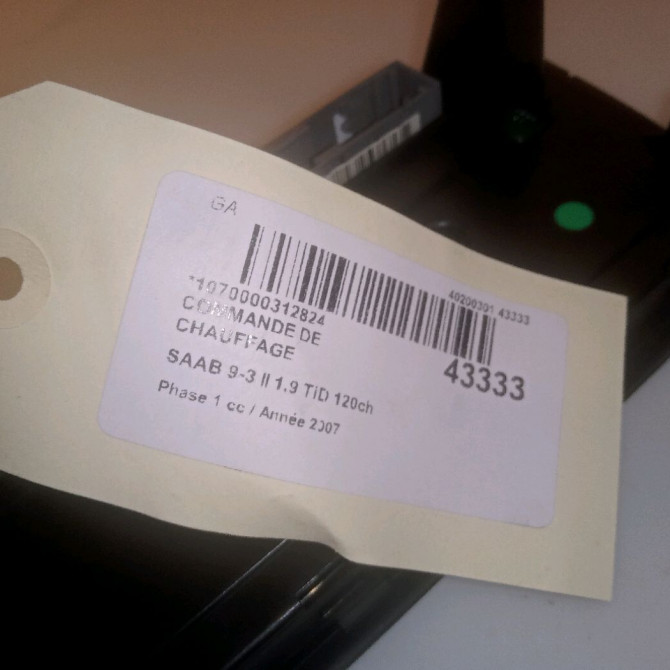 GA
40200301 43333
*1070000312824
COMMANDE DE
CHAUFFAGE
43333
SAAB 9-3 II 1.9 TiD 120ch
Phase 1 cc / Année 2007